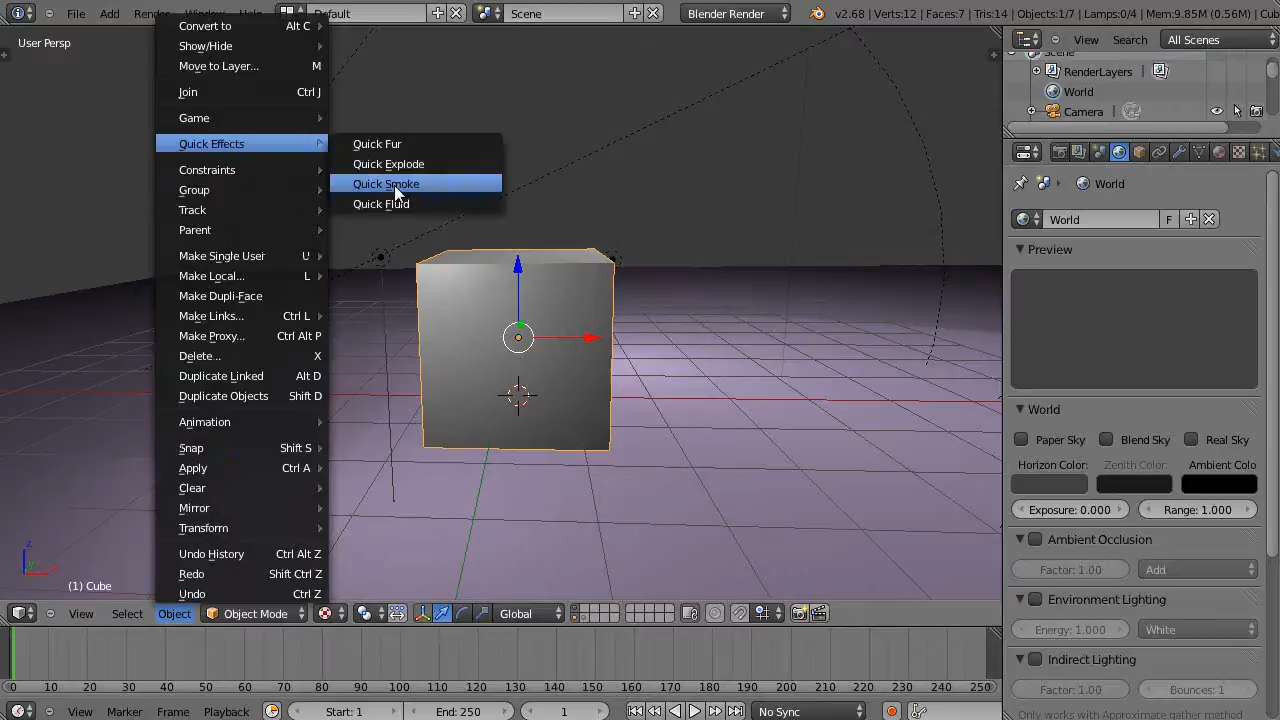 File Add Render Window Help Default Scene Blender Render v2.68 | Verts:12 | Faces:7 | Tris:14 | Objects:1/7 | Lamps:0/4 | Mem:9.85M (0.56M) | Cube
User Persp
Convert to Alt C
Show/Hide
Move to Layer... M
Join Ctrl J
Game
Quick Effects
Constraints
Group
Track
Parent
Make Single User U
Make Local... L
Make Dupli-Face
Make Links... Ctrl L
Make Proxy... Ctrl Alt P
Delete... X
Duplicate Linked Alt D
Duplicate Objects Shift D
Animation
Snap Shift S
Apply Ctrl A
Clear
Mirror
Transform
Undo History Ctrl Alt Z
Redo Shift Ctrl Z
Undo Ctrl Z
Quick Fur
Quick Explode
Quick Smoke
Quick Fluid
z
y
x
(1) Cube
View Select Object Object Mode Global
0 10 20 30 40 50 60 70 80 90 100 110 120 130 140 150 160 170 180 190 200 210 220 230 240 250
View Marker Frame Playback Start: 1 End: 250 1 No Sync
View Search All Scenes
Scene
RenderLayers
World
Camera
World
World F
Preview
World
Paper Sky Blend Sky Real Sky
Horizon Color: Zenith Color: Ambient Colo
Exposure: 0.000 Range: 1.000
Ambient Occlusion
Factor: 1.00 Add
Environment Lighting
Energy: 1.000 White
Indirect Lighting
Factor: 1.00 Bounces: 1
Only works with Approximate gather method